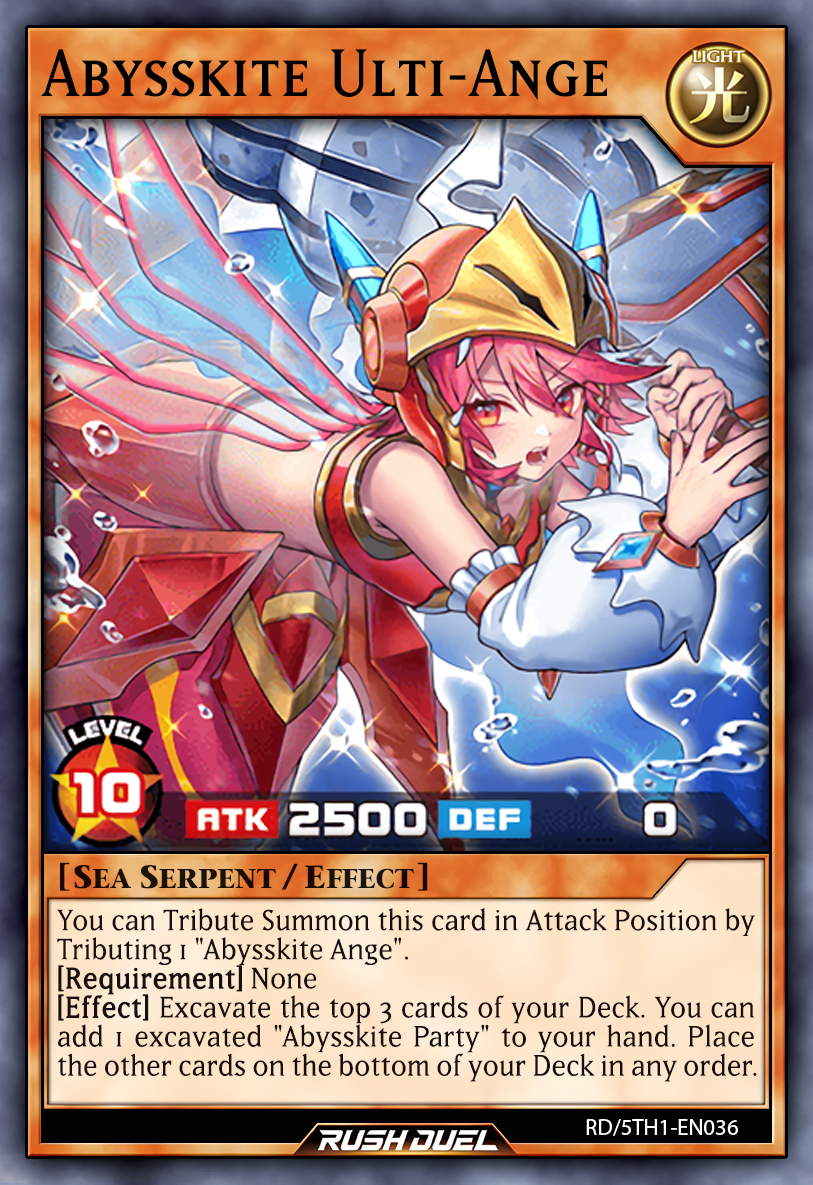 Abysskite Ulti-Ange
LIGHT
光
LEVEL
10
ATK 2500 DEF 0
[Sea Serpent / Effect]
You can Tribute Summon this card in Attack Position by
Tributing 1 "Abysskite Ange".
[Requirement] None
[Effect] Excavate the top 3 cards of your Deck. You can
add 1 excavated "Abysskite Party" to your hand. Place
the other cards on the bottom of your Deck in any order.
RD/5TH1-EN036
RUSH DUEL